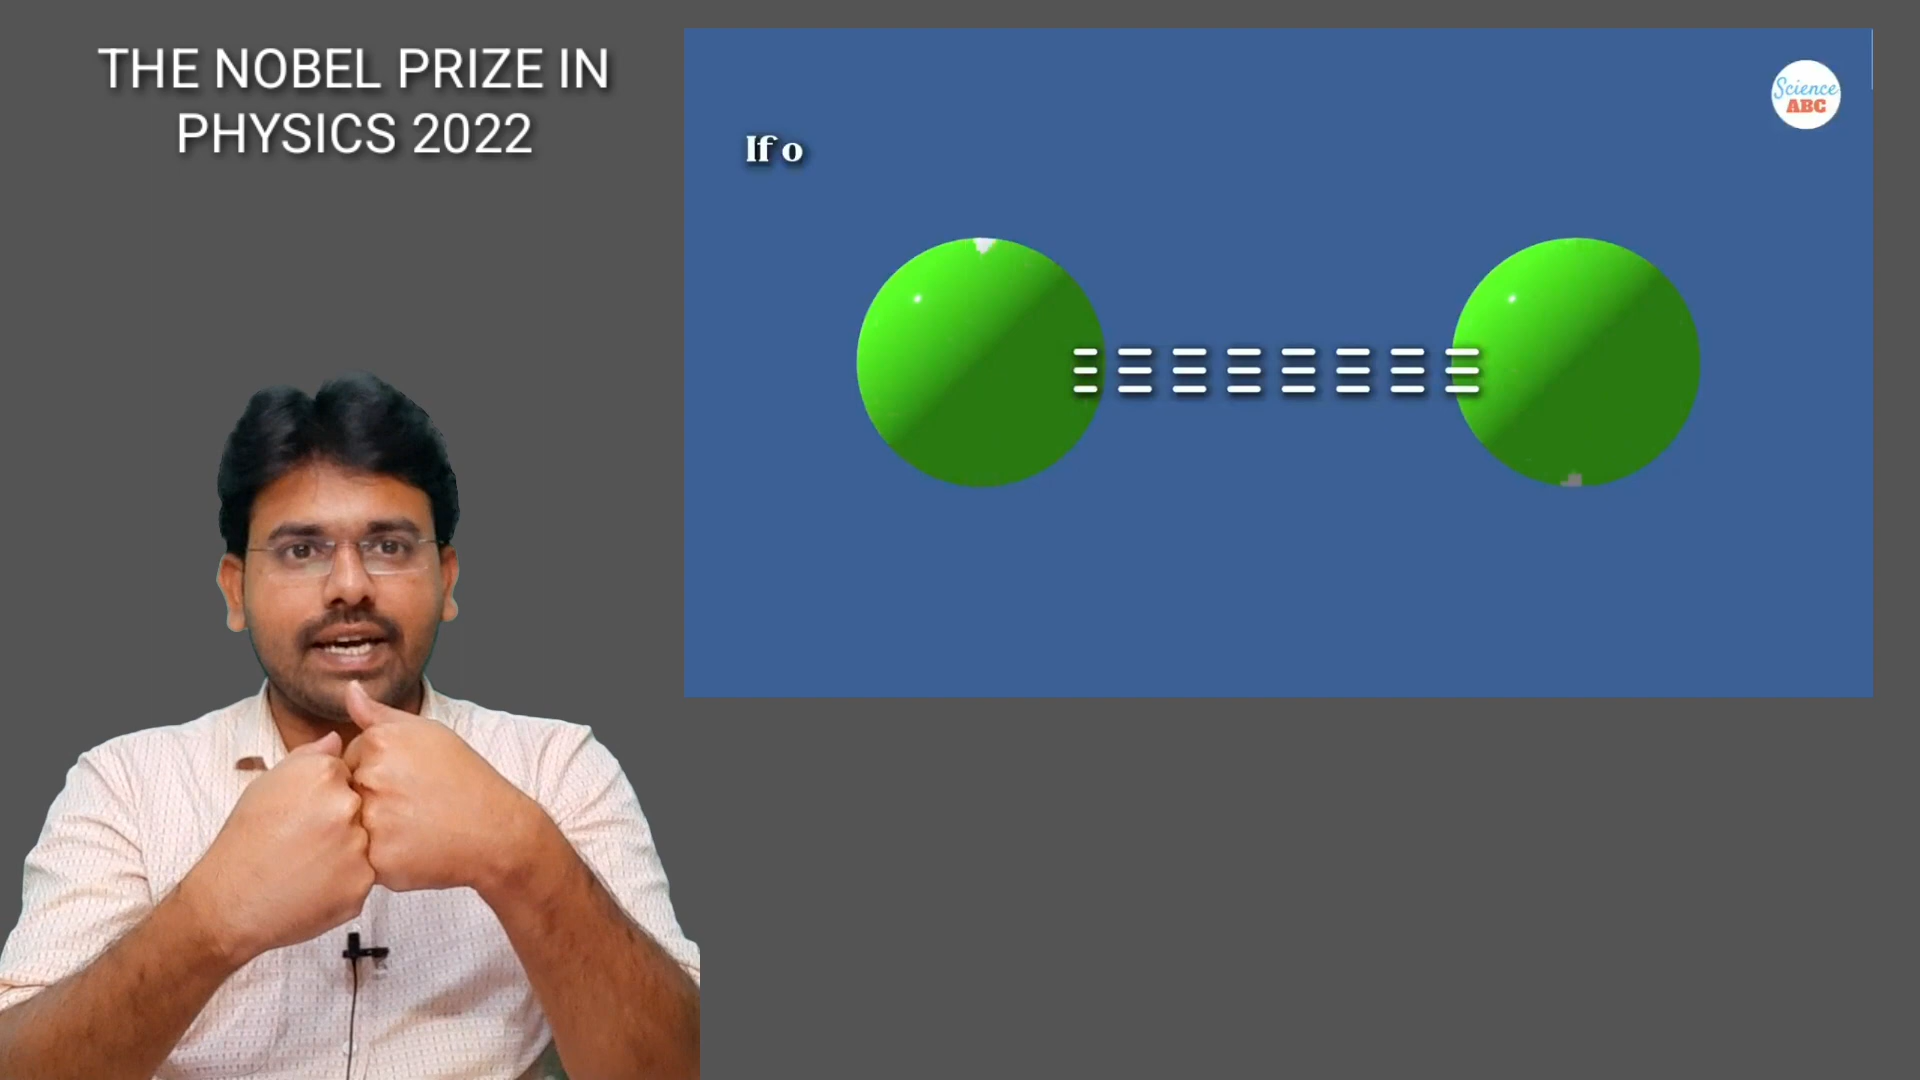 THE NOBEL PRIZE IN
PHYSICS 2022
If o
Science
ABC